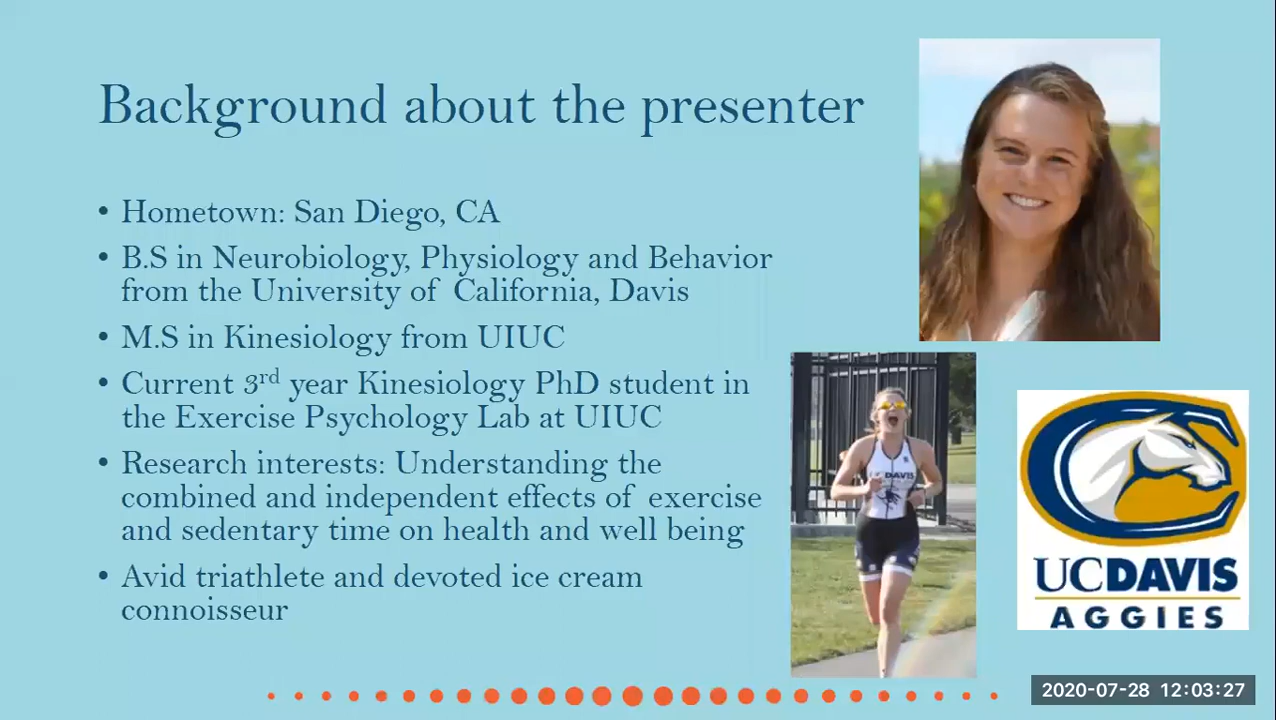 Background about the presenter
• Hometown: San Diego, CA
• B.S in Neurobiology, Physiology and Behavior
from the University of California, Davis
• M.S in Kinesiology from UIUC
• Current 3rd year Kinesiology PhD student in
the Exercise Psychology Lab at UIUC
• Research interests: Understanding the
combined and independent effects of exercise
and sedentary time on health and well being
• Avid triathlete and devoted ice cream
connoisseur
DAVIS
UCDAVIS
AGGIES
2020-07-28 12:03:27